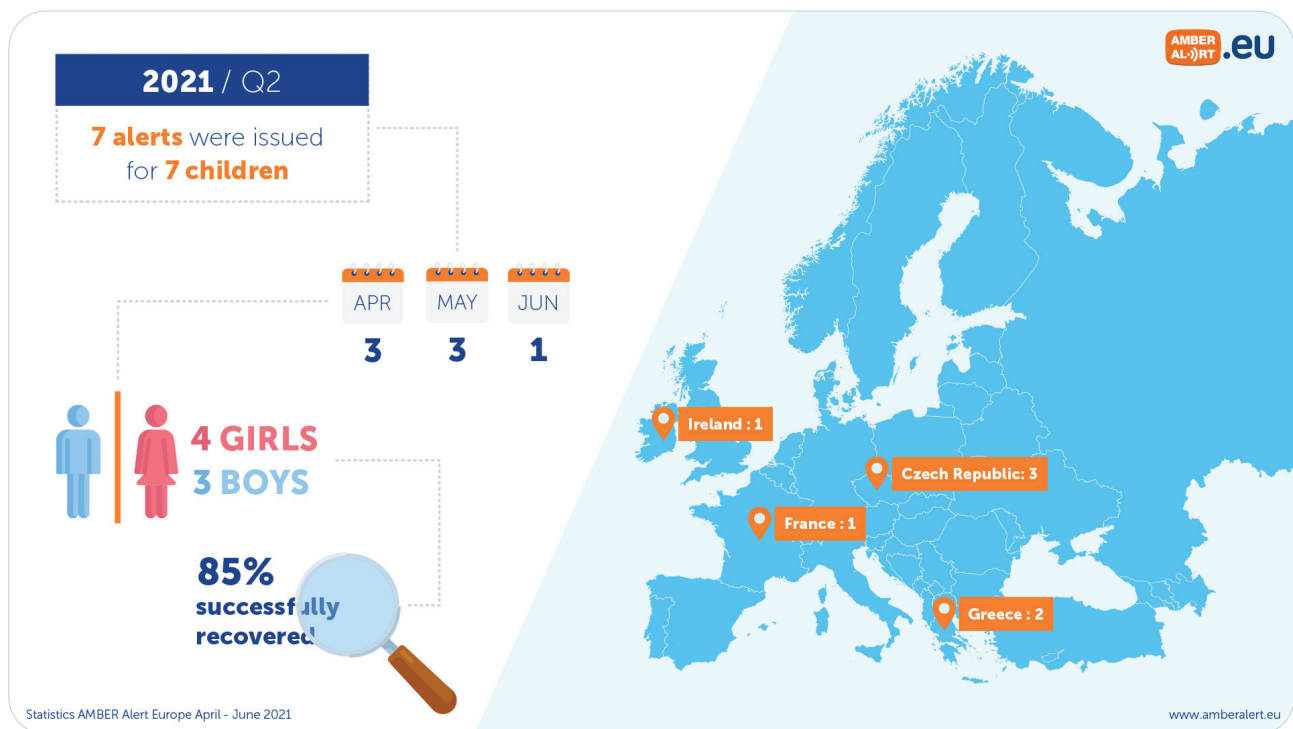 2021 / Q2
7 alerts were issued
for 7 children
APR
MAY
JUN
3
3
1
4 GIRLS
3 BOYS
85%
successfully
recovered
Statistics AMBER Alert Europe April - June 2021
AMBER
AL RT .eu
Ireland : 1
Czech Republic: 3
France : 1
Greece : 2
www.amberalert.eu